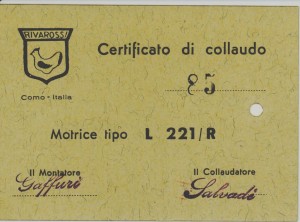 RIVAROSSI
Como - Italia
Certificato di collaudo
85
Motrice tipo L 221/R
Il Montatore
Gaffuri
Il Collaudatore
Salvadè